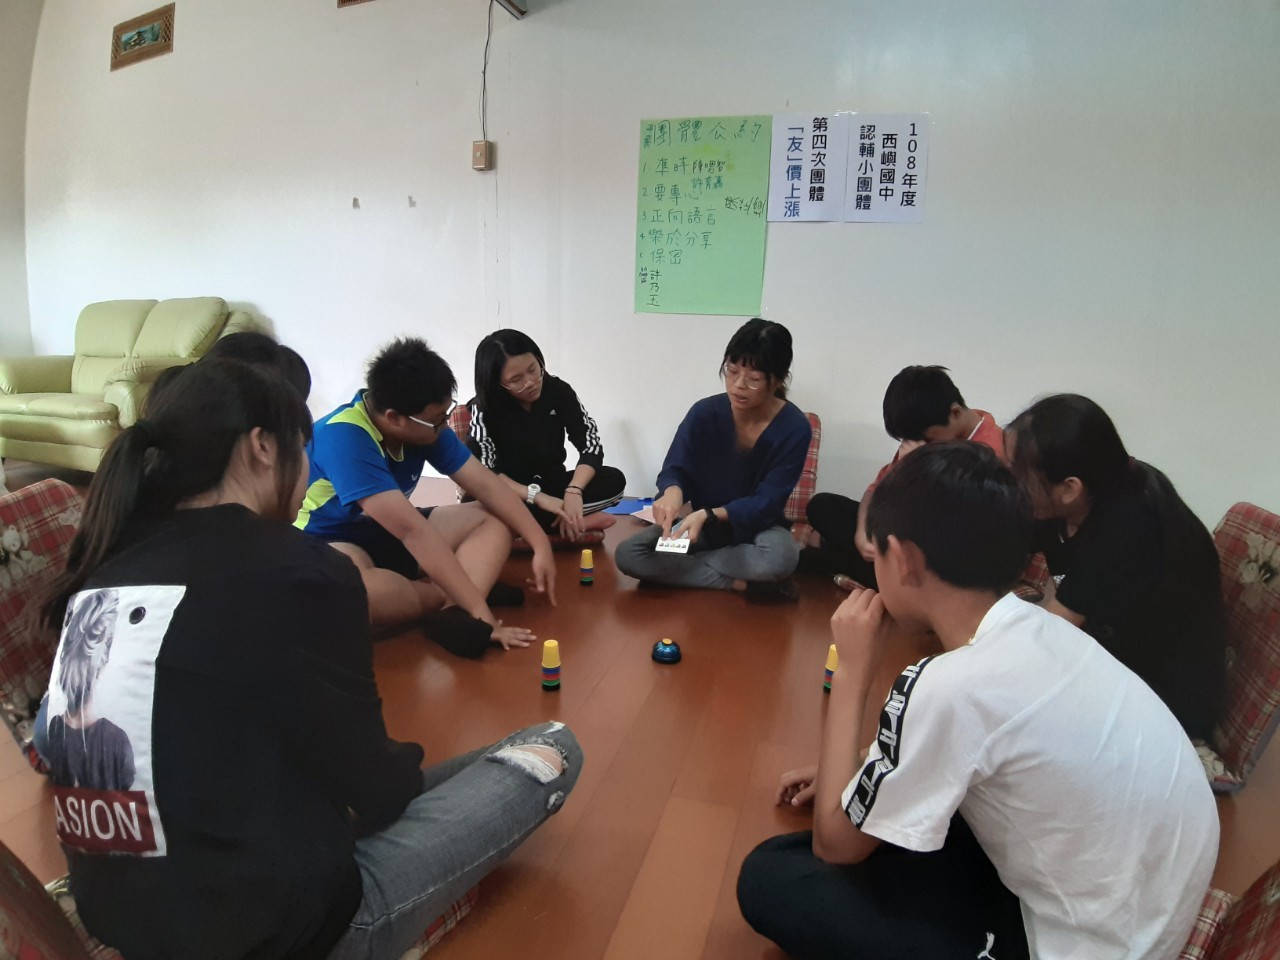 團體公約
1. 準時
2. 要專心
3. 正向語言
4. 樂於分享
5. 保密
108年度
西嶼國中
認輔小團體
第四次團體
「友」價上漲
ASION